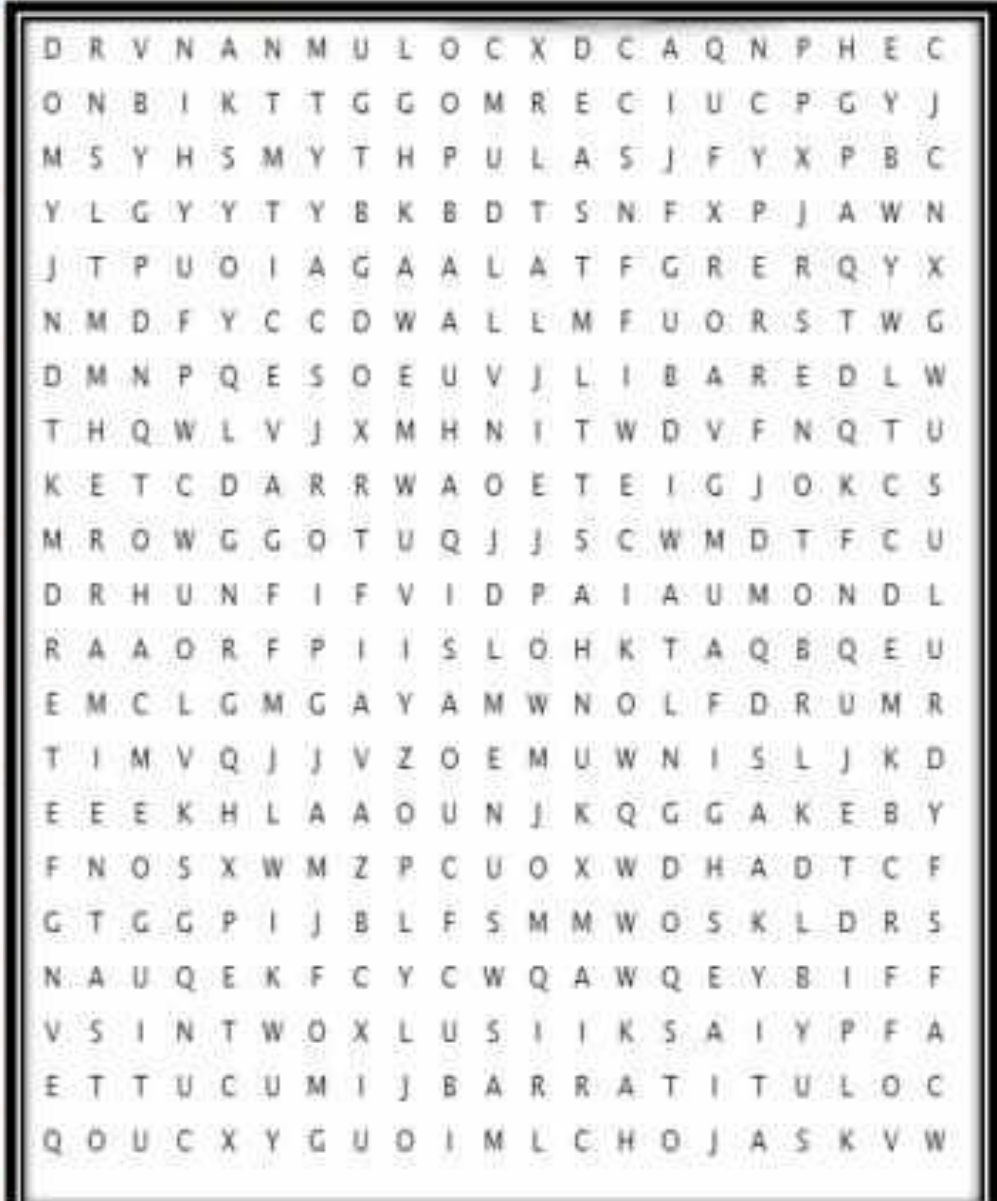 D R V N A N M U L O C X D C A Q N P H E C
O N B I K T T G G O M R E C I U C P G Y J
M S Y H S M Y T H P U L A S J F Y X P B C
Y L G Y Y T Y B K B D T S N F X P J A W N
J T P U O I A G A A L A T F G R E R Q Y X
N M D F Y C C D W A L L M F U O R S T W G
D M N P Q E S O E U V J L I B A R E D L W
T H Q W L V J X M H N I T W D V F N Q T U
K E T C D A R R W A O E T E I G J O K C S
M R O W G G O T U Q J J S C W M D T F C U
D R H U N F I F V I D P A I A U M O N D L
R A A O R F P I I S L O H K T A Q B Q E U
E M C L G M G A Y A M W N O L F D R U M R
T I M V Q J J V Z O E M U W N I S L J K D
E E E K H L A A O U N J K Q G G A K E B Y
F N O S X W M Z P C U O X W D H A D T C F
G T G G P I J B L F S M M W O S K L D R S
N A U Q E K F C Y C W Q A W Q E Y B I F F
V S I N T W O X L U S I I K S A I Y P F A
E T T U C U M I J B A R R A T I T U L O C
Q O U C X Y G U O I M L C H O J A S K V W